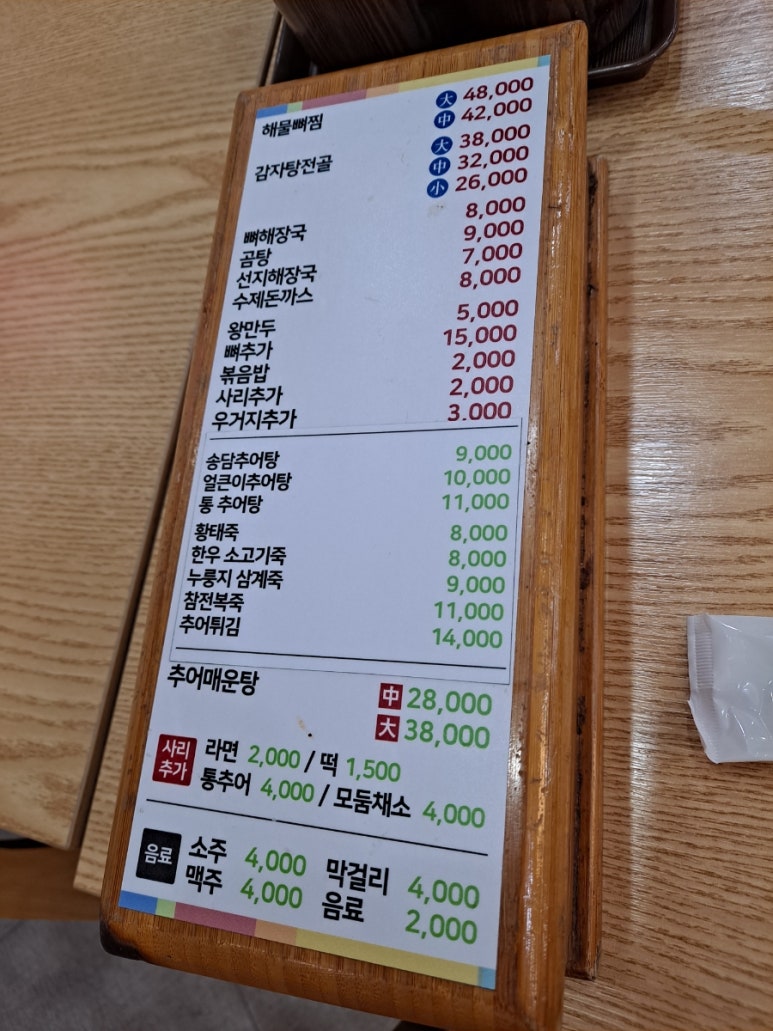 해물뼈찜 大 48,000
中 42,000
감자탕전골 大 38,000
中 32,000
小 26,000
뼈해장국 8,000
곰탕 9,000
선지해장국 7,000
수제돈까스 8,000
왕만두 5,000
뼈추가 15,000
볶음밥 2,000
사리추가 2,000
우거지추가 3,000
송담추어탕 9,000
얼큰이추어탕 10,000
통 추어탕 11,000
황태죽 8,000
한우 소고기죽 8,000
누룽지 삼계죽 9,000
참전복죽 11,000
추어튀김 14,000
추어매운탕 中 28,000
大 38,000
사리추가
라면 2,000 / 떡 1,500
통추어 4,000 / 모둠채소 4,000
음료
소주 4,000 막걸리 4,000
맥주 4,000 음료 2,000